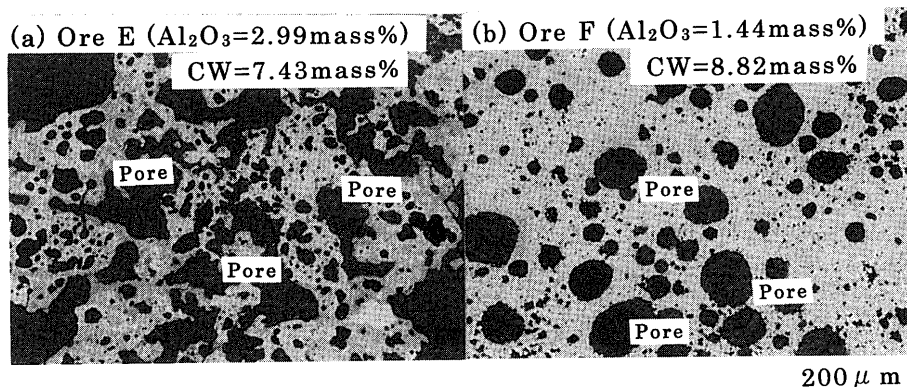 (a) Ore E (Al₂O₃=2.99mass%)
CW=7.43mass%
(b) Ore F (Al₂O₃=1.44mass%)
CW=8.82mass%
Pore
Pore
Pore
Pore
Pore
Pore
200 μ m